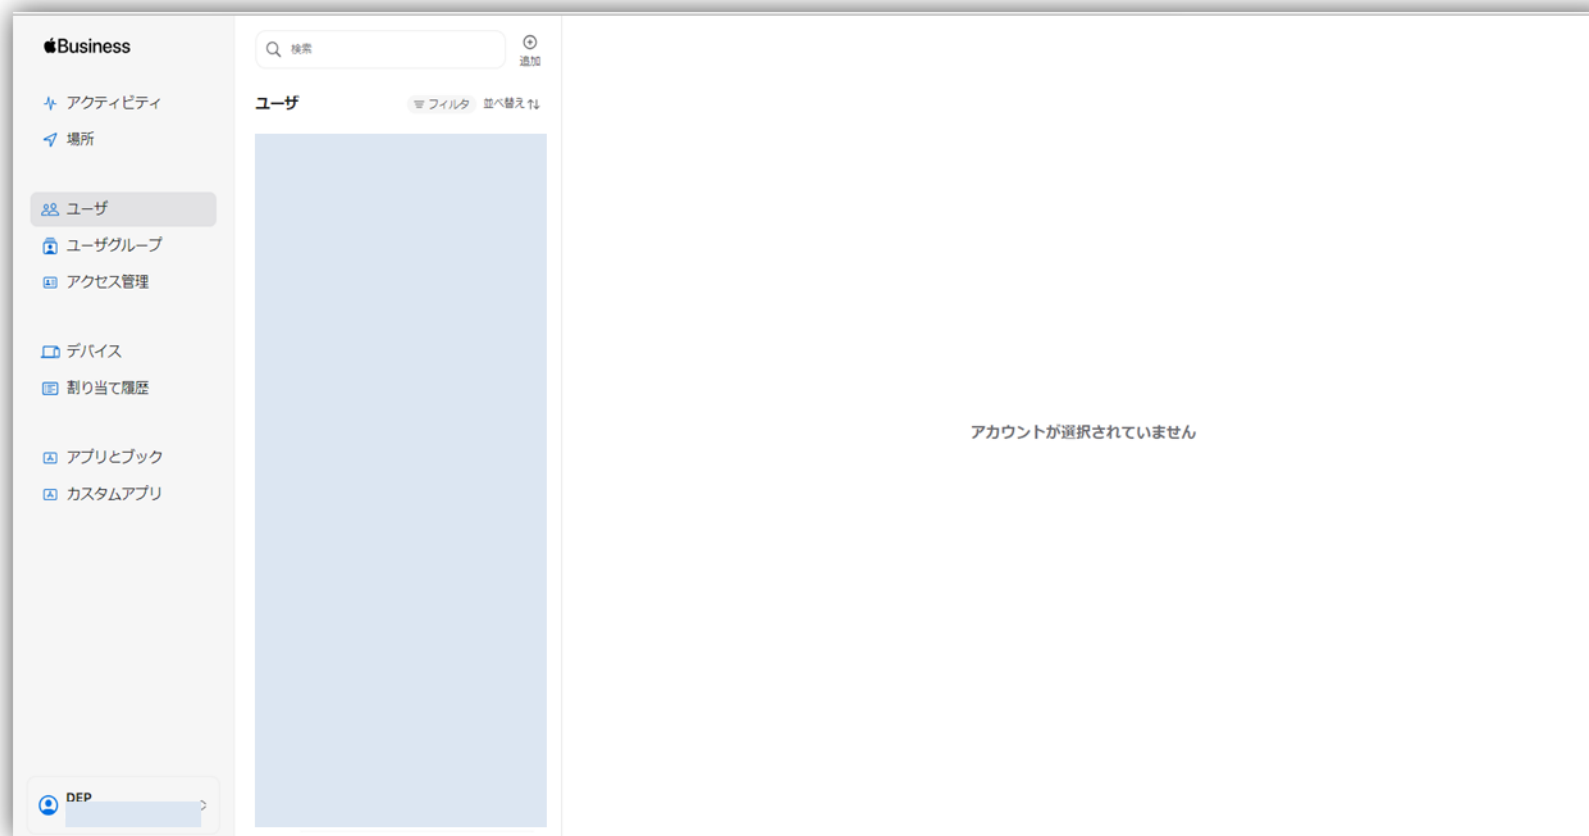 Business
アクティビティ
場所
ユーザ
ユーザグループ
アクセス管理
デバイス
割り当て履歴
アプリとブック
カスタムアプリ
DEP
検索
追加
ユーザ
フィルタ 並べ替え
アカウントが選択されていません